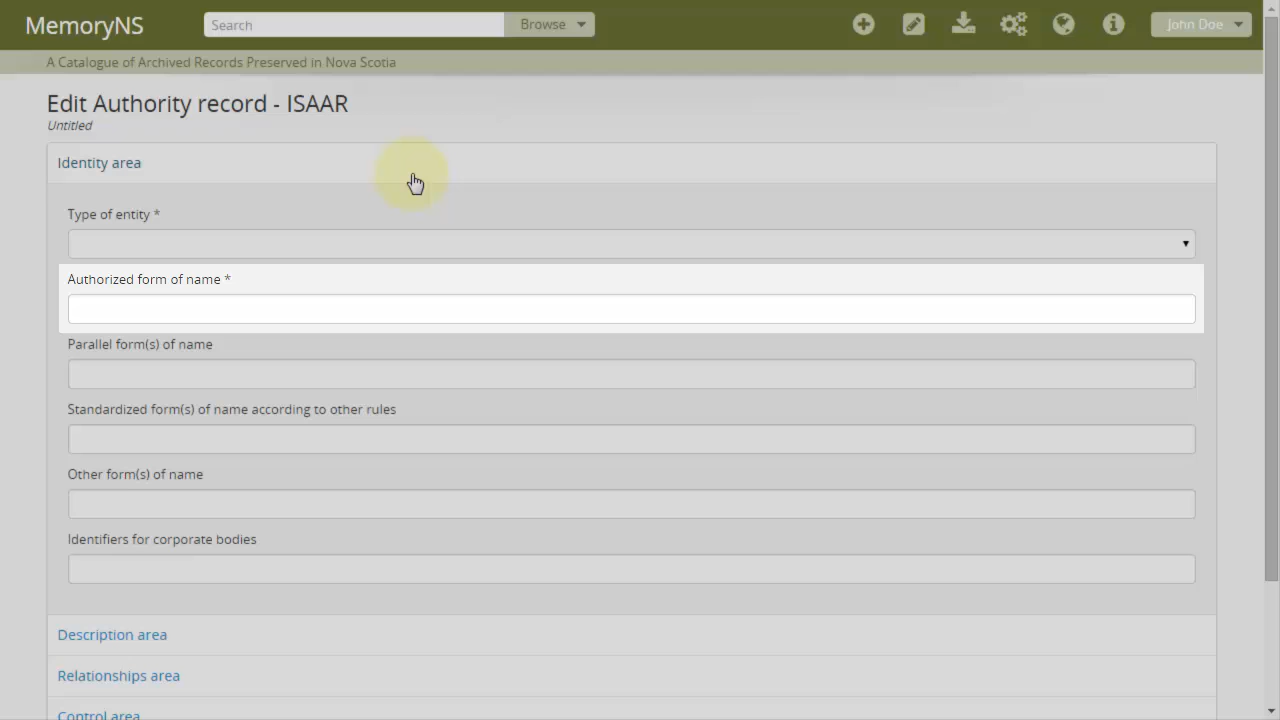 MemoryNS
Search
Browse
John Doe
A Catalogue of Archived Records Preserved in Nova Scotia
Edit Authority record - ISAAR
Untitled
Identity area
Type of entity *
Authorized form of name *
Parallel form(s) of name
Standardized form(s) of name according to other rules
Other form(s) of name
Identifiers for corporate bodies
Description area
Relationships area
Control area